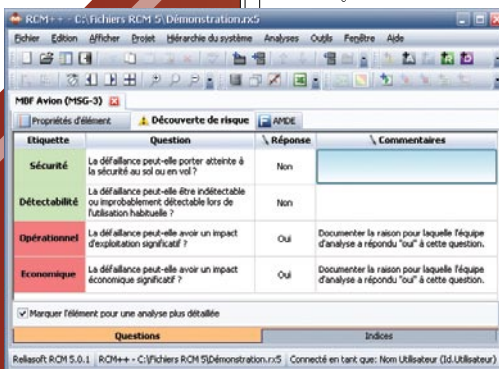 RCM++ - C:\Fichiers RCM 5\Démonstration.rx5
Fichier Edition Afficher Projet Hiérarchie du système Analyses Outils Fenêtre Aide
MBF Avion (MSG-3)
Propriétés d'élément Découverte de risque AMDE
Etiquette Question Réponse Commentaires
Sécurité La défaillance peut-elle porter atteinte à
la sécurité au sol ou en vol ? Non
Détectabilité La défaillance peut-elle être indétectable
ou improbablement détectable lors de
l'utilisation habituelle ? Non
Opérationnel La défaillance peut-elle avoir un impact
d'exploitation significatif ? Oui Documenter la raison pour laquelle l'équipe
d'analyse a répondu "oui" à cette question.
Economique La défaillance peut-elle avoir un impact
économique significatif ? Oui Documenter la raison pour laquelle l'équipe
d'analyse a répondu "oui" à cette question.
Marquer l'élément pour une analyse plus détaillée
Questions Indices
Reliasoft RCM 5.0.1 RCM++ - C:\Fichiers RCM 5\Démonstration.rx5 Connecté en tant que: Nom Utilisateur (Id.Utilisateur)